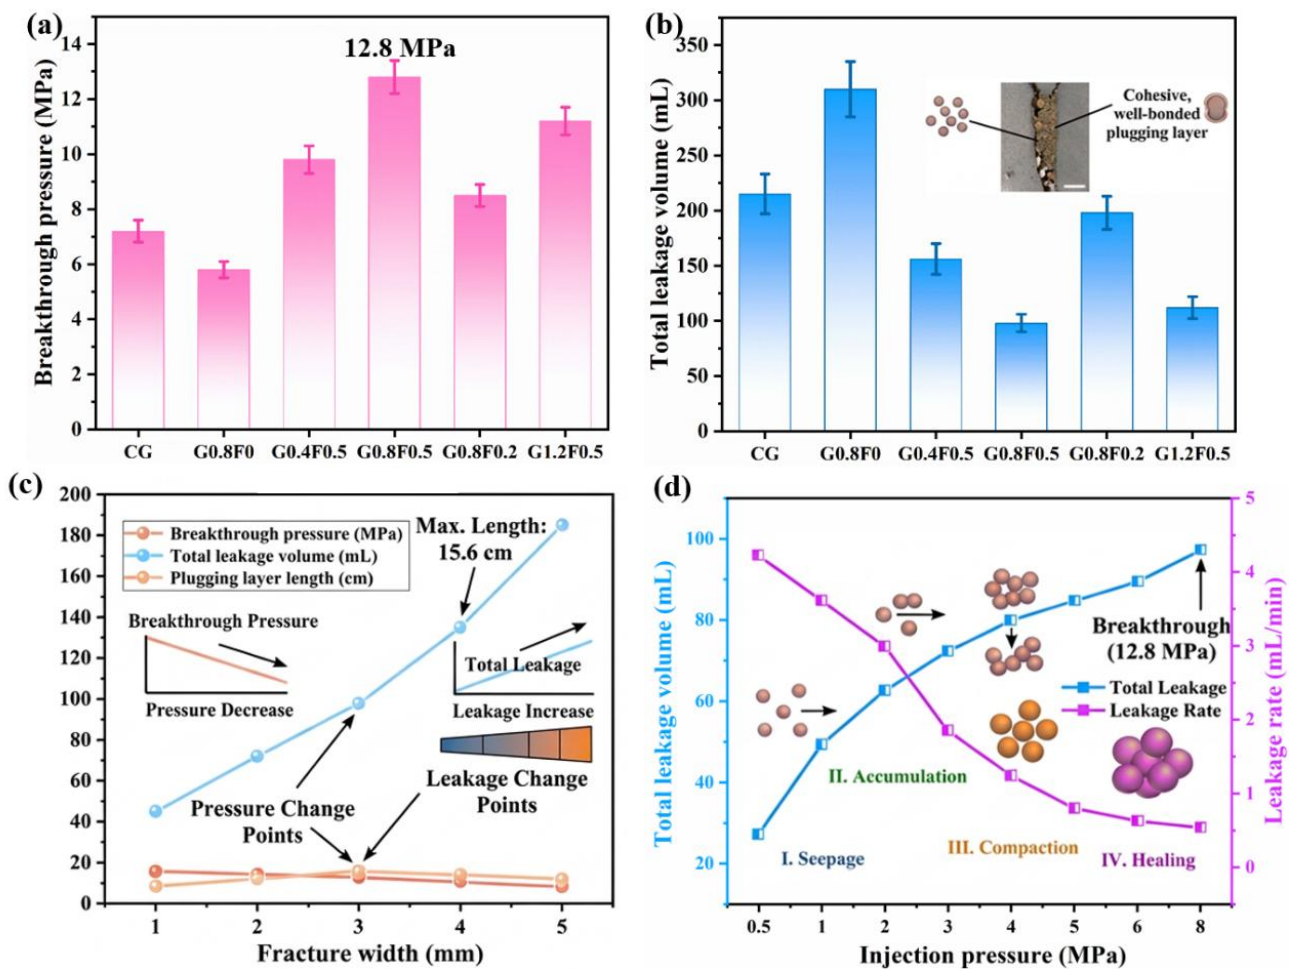 (a)
12.8 MPa
Breakthrough pressure (MPa)
14
12
10
8
6
4
2
0
CG G0.8F0 G0.4F0.5 G0.8F0.5 G0.8F0.2 G1.2F0.5
(b)
Total leakage volume (mL)
350
300
250
200
150
100
50
0
Cohesive,
well-bonded
plugging layer
CG G0.8F0 G0.4F0.5 G0.8F0.5 G0.8F0.2 G1.2F0.5
(c)
200
180
160
140
120
100
80
60
40
20
0
Breakthrough pressure (MPa)
Total leakage volume (mL)
Plugging layer length (cm)
Max. Length:
15.6 cm
Breakthrough Pressure
Pressure Decrease
Total Leakage
Leakage Increase
Pressure Change
Points
Leakage Change
Points
1 2 3 4 5
Fracture width (mm)
(d)
Total leakage volume (mL)
100
80
60
40
20
Leakage rate (mL/min)
5
4
3
2
1
0
Breakthrough
(12.8 MPa)
Total Leakage
Leakage Rate
I. Seepage
II. Accumulation
III. Compaction
IV. Healing
0.5 1 2 3 4 5 6 8
Injection pressure (MPa)